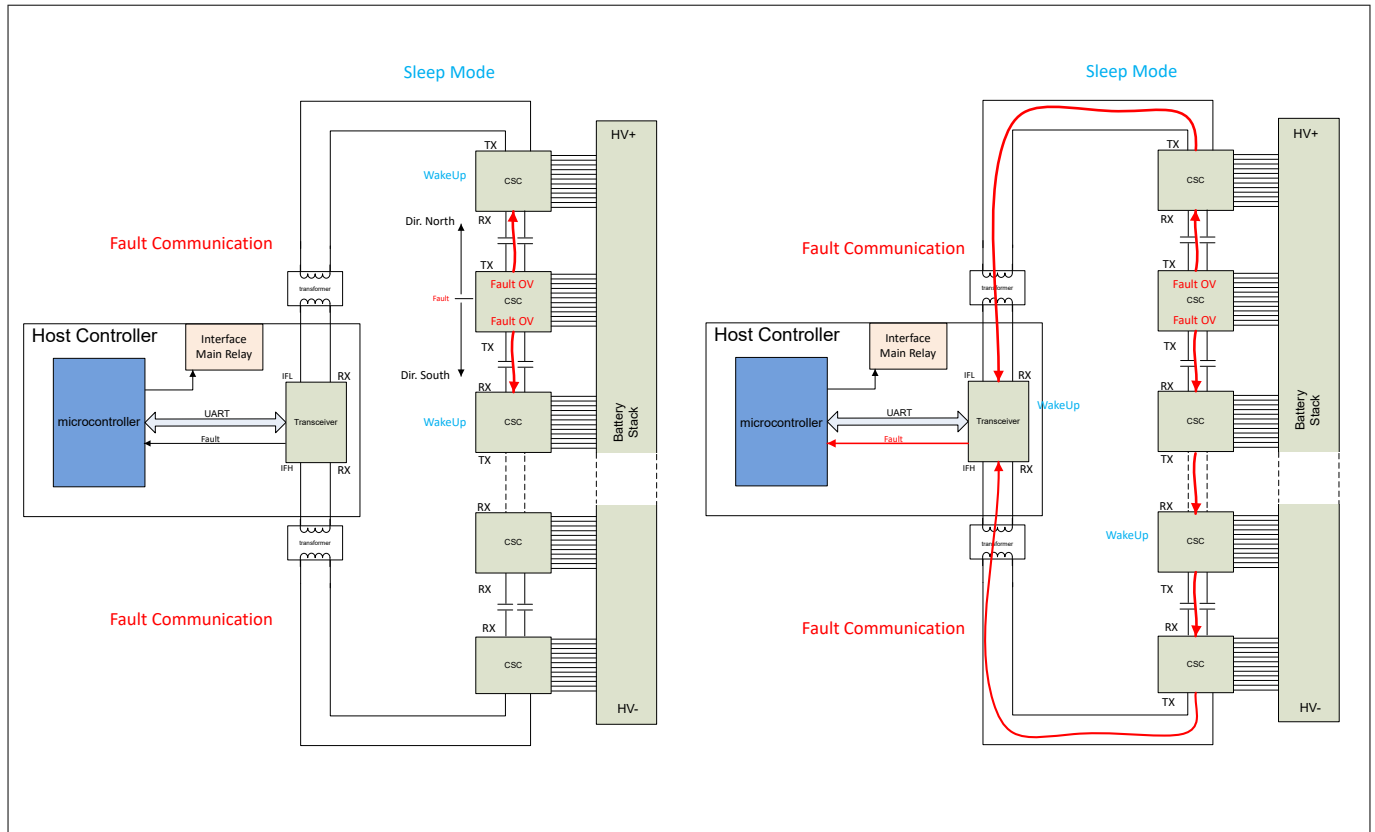 Sleep Mode
TX
HV+
CSC
WakeUp
Dir. North
RX
Fault Communication
TX
Fault OV
transformer
Fault
CSC
Fault OV
Host Controller
Interface
Main Relay
TX
Dir. South
IFL
RX
RX
microcontroller
UART
Transceiver
WakeUp
CSC
Battery
Stack
Fault
TX
IFH
RX
RX
transformer
CSC
RX
Fault Communication
RX
CSC
HV-
Sleep Mode
TX
HV+
CSC
RX
Fault Communication
TX
Fault OV
transformer
CSC
Fault OV
Host Controller
Interface
Main Relay
TX
IFL
RX
RX
WakeUp
microcontroller
UART
Transceiver
CSC
Battery
Stack
Fault
TX
IFH
RX
RX
WakeUp
transformer
CSC
TX
Fault Communication
RX
CSC
TX
HV-